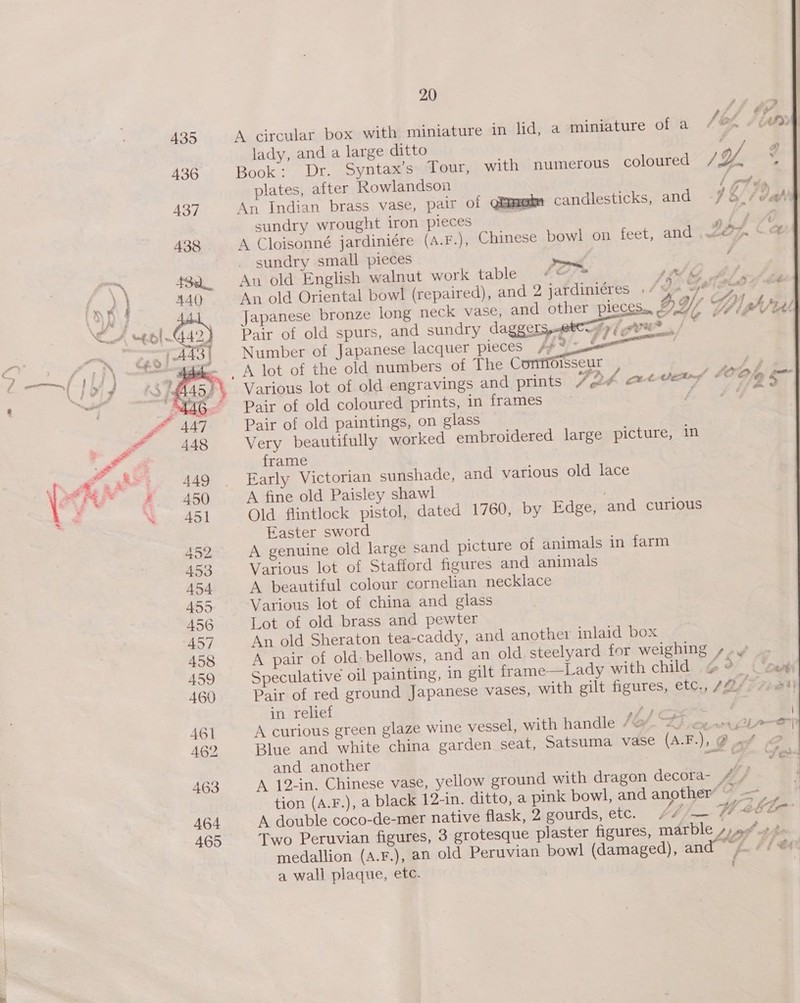 20
435 A circular box with miniature in lid, a miniature of a
lady, and a large ditto
436 Book: Dr. Syntax's Tour, with numerous coloured
plates, after Rowlandson
437 An Indian brass vase, pair of candlesticks, and
sundry wrought iron pieces
438 A Cloisonné jardiniére (A.F.), Chinese bowl on feet, and
sundry small pieces
439 An old English walnut work table
440 An old Oriental bowl (repaired), and 2 jardiniéres
441 Japanese bronze long neck vase, and other pieces
442 Pair of old spurs, and sundry daggers, etc.
443 Number of Japanese lacquer pieces
444 A lot of the old numbers of The Connoisseur
445 Various lot of old engravings and prints
446 Pair of old coloured prints, in frames
447 Pair of old paintings, on glass
448 Very beautifully worked embroidered large picture, in
frame
449 Early Victorian sunshade, and various old lace
450 A fine old Paisley shawl
451 Old flintlock pistol, dated 1760, by Edge, and curious
Easter sword
452 A genuine old large sand picture of animals in farm
453 Various lot of Stafford figures and animals
454 A beautiful colour cornelian necklace
455 Various lot of china and glass
456 Lot of old brass and pewter
457 An old Sheraton tea-caddy, and another inlaid box
458 A pair of old bellows, and an old steelyard for weighing
459 Speculative oil painting, in gilt frame—Lady with child
460 Pair of red ground Japanese vases, with gilt figures, etc.,
in relief
461 A curious green glaze wine vessel, with handle
462 Blue and white china garden seat, Satsuma vase (A.F.),
and another
463 A 12-in. Chinese vase, yellow ground with dragon decora-
tion (A.F.), a black 12-in. ditto, a pink bowl, and another
464 A double coco-de-mer native flask, 2 gourds, etc.
465 Two Peruvian figures, 3 grotesque plaster figures, marble
medallion (A.F.), an old Peruvian bowl (damaged), and
a wall plaque, etc.